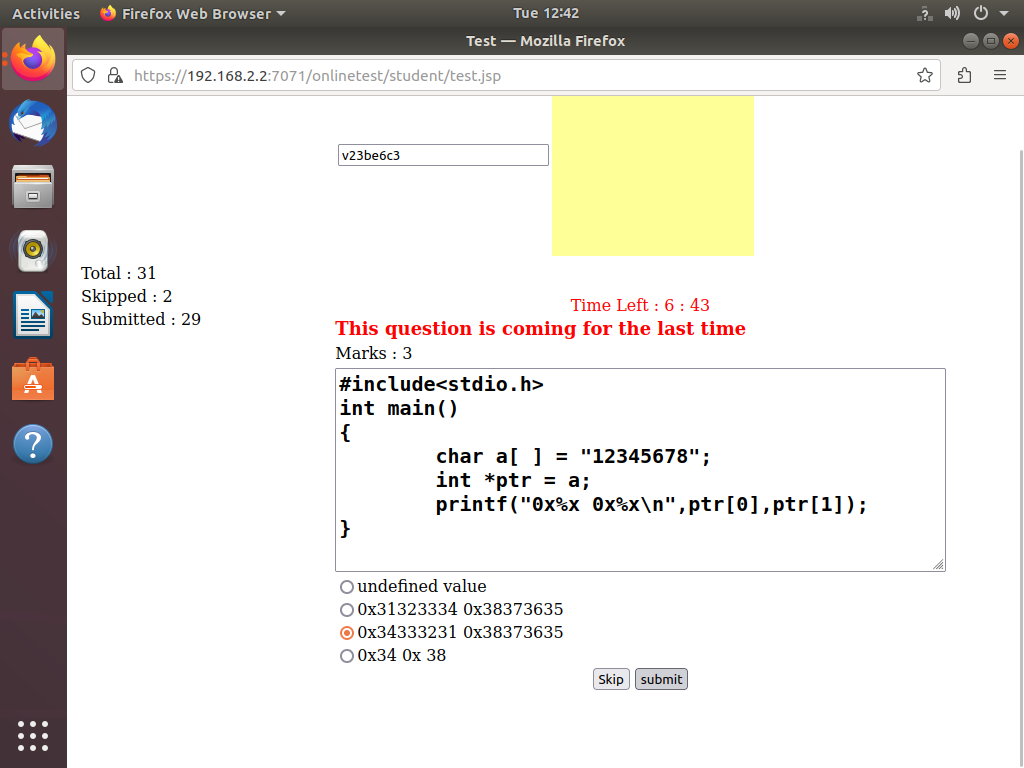 Activities Firefox Web Browser Tue 12:42
Test — Mozilla Firefox
https://192.168.2.2:7071/onlinetest/student/test.jsp
v23be6c3
Total : 31
Skipped : 2
Submitted : 29
Time Left : 6 : 43
This question is coming for the last time
Marks : 3
#include<stdio.h>
int main()
{
        char a[ ] = "12345678";
        int *ptr = a;
        printf("0x%x 0x%x\n",ptr[0],ptr[1]);
}
undefined value
0x31323334 0x38373635
0x34333231 0x38373635
0x34 0x 38
Skip submit